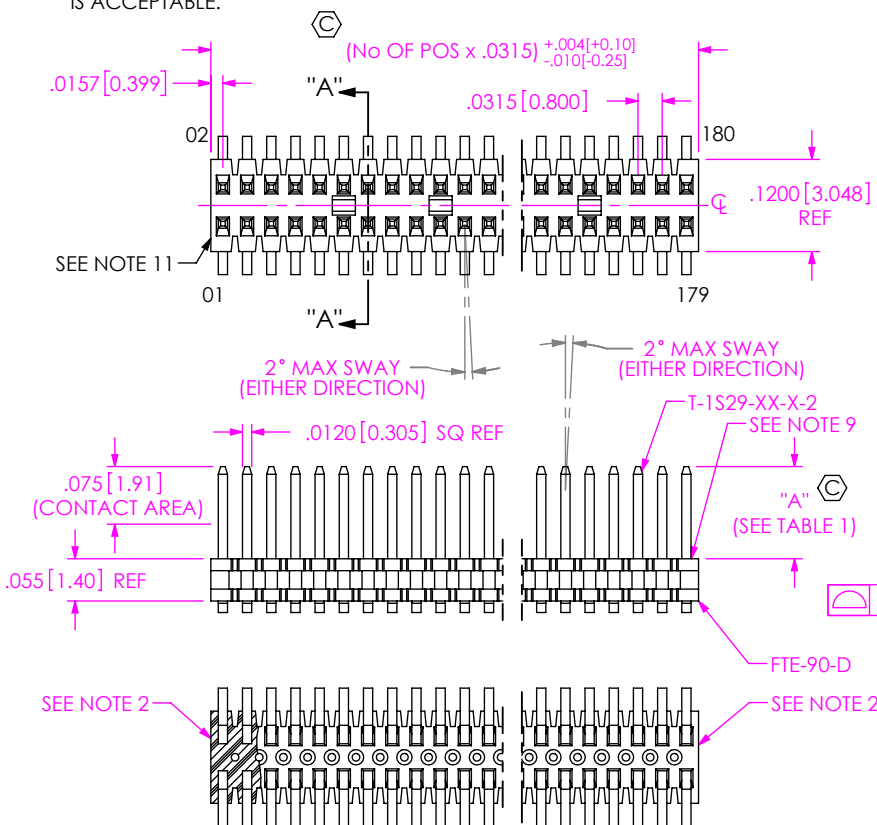 IS ACCEPTABLE.
C
(No OF POS x .0315) +.004[+0.10]
-.010[-0.25]
.0157[0.399]
"A"
.0315[0.800]
02
180
.1200[3.048]
REF
℄
SEE NOTE 11
01
179
"A"
2° MAX SWAY
(EITHER DIRECTION)
2° MAX SWAY
(EITHER DIRECTION)
T-1S29-XX-X-2
.0120[0.305] SQ REF
SEE NOTE 9
.075[1.91]
(CONTACT AREA)
"A" C
(SEE TABLE 1)
.055[1.40] REF
FTE-90-D
SEE NOTE 2
SEE NOTE 2